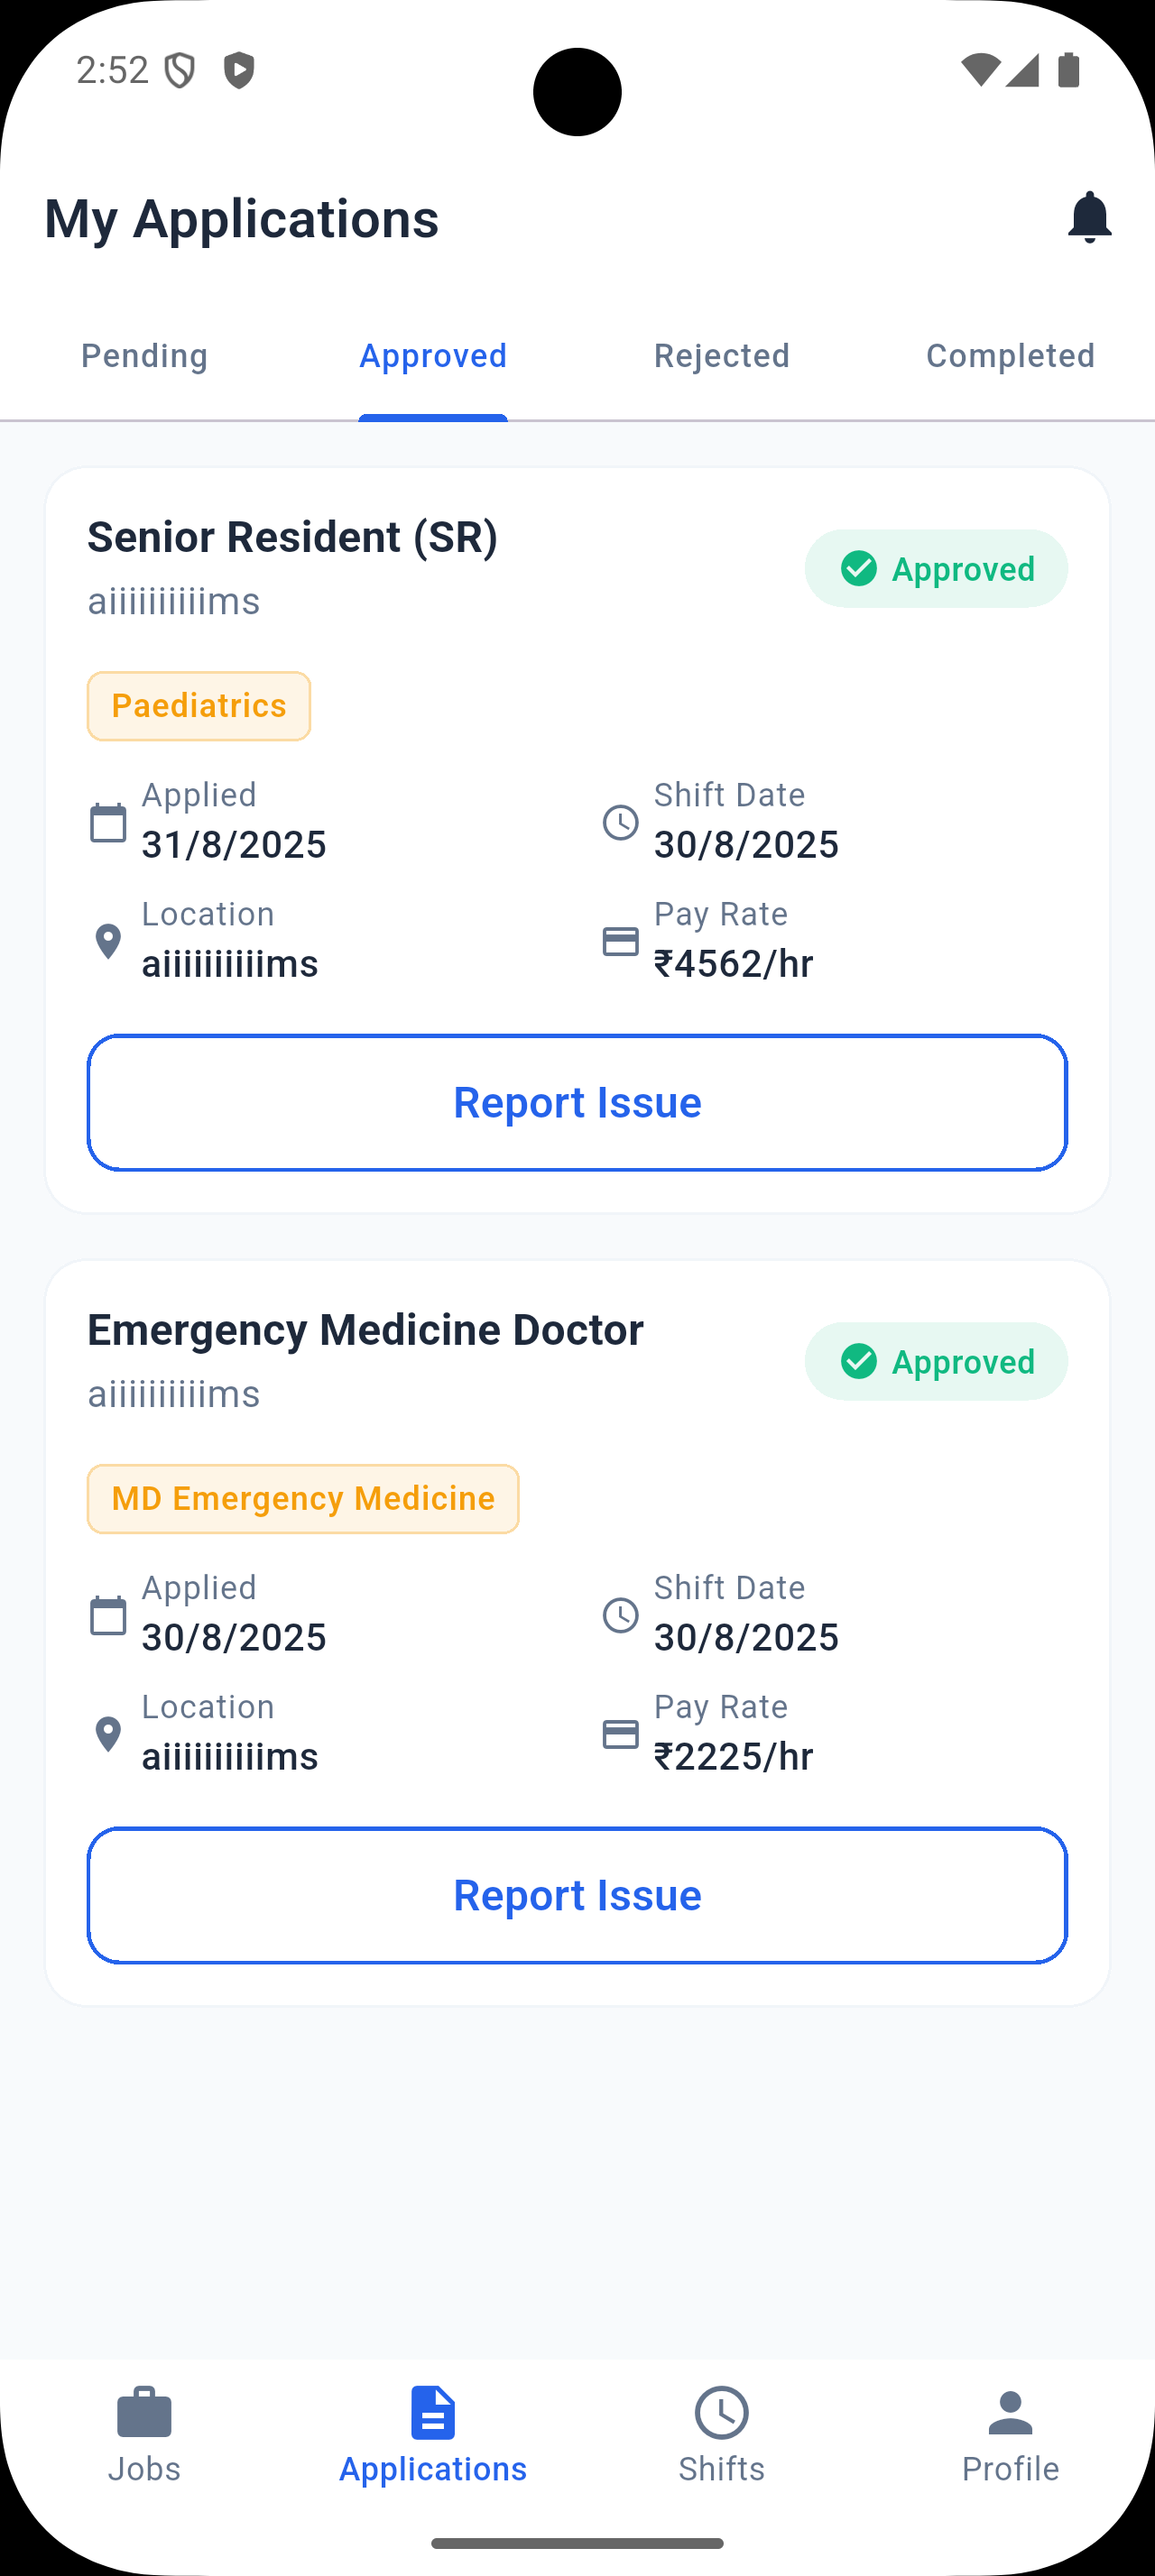 2:52
My Applications
Pending Approved Rejected Completed
Senior Resident (SR)
Approved
aiiiiiiiiiims
Paediatrics
Applied Shift Date
31/8/2025 30/8/2025
Location Pay Rate
aiiiiiiiiiims ₹4562/hr
Report Issue
Emergency Medicine Doctor
Approved
aiiiiiiiiiims
MD Emergency Medicine
Applied Shift Date
30/8/2025 30/8/2025
Location Pay Rate
aiiiiiiiiiims ₹2225/hr
Report Issue
Jobs Applications Shifts Profile